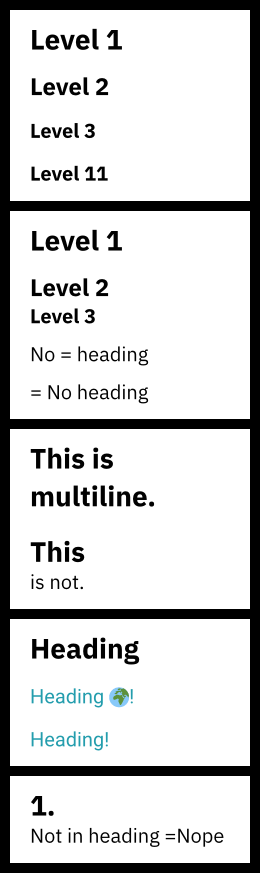 Level 1
Level 2
Level 3
Level 11
Level 1
Level 2
Level 3
No = heading
= No heading
This is
multiline.
This
is not.
Heading
Heading 🌍!
Heading!
1.
Not in heading =Nope